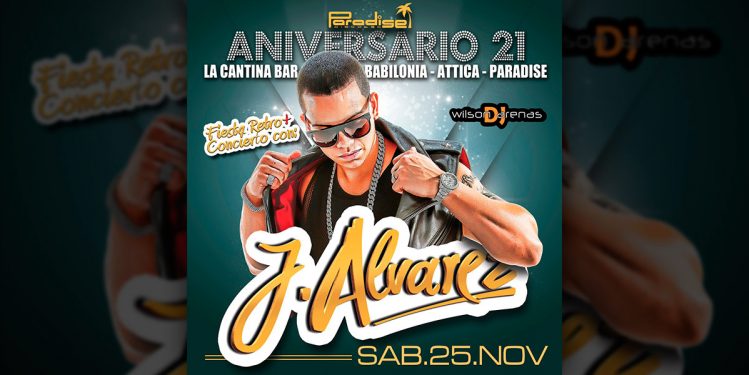 Paradise
ANIVERSARIO 21
LA CANTINA BAR BABILONIA - ATTICA - PARADISE
Fiesta Retro+
Concierto con:
wilson DJ arenas
J. Alvarez
SAB.25.NOV